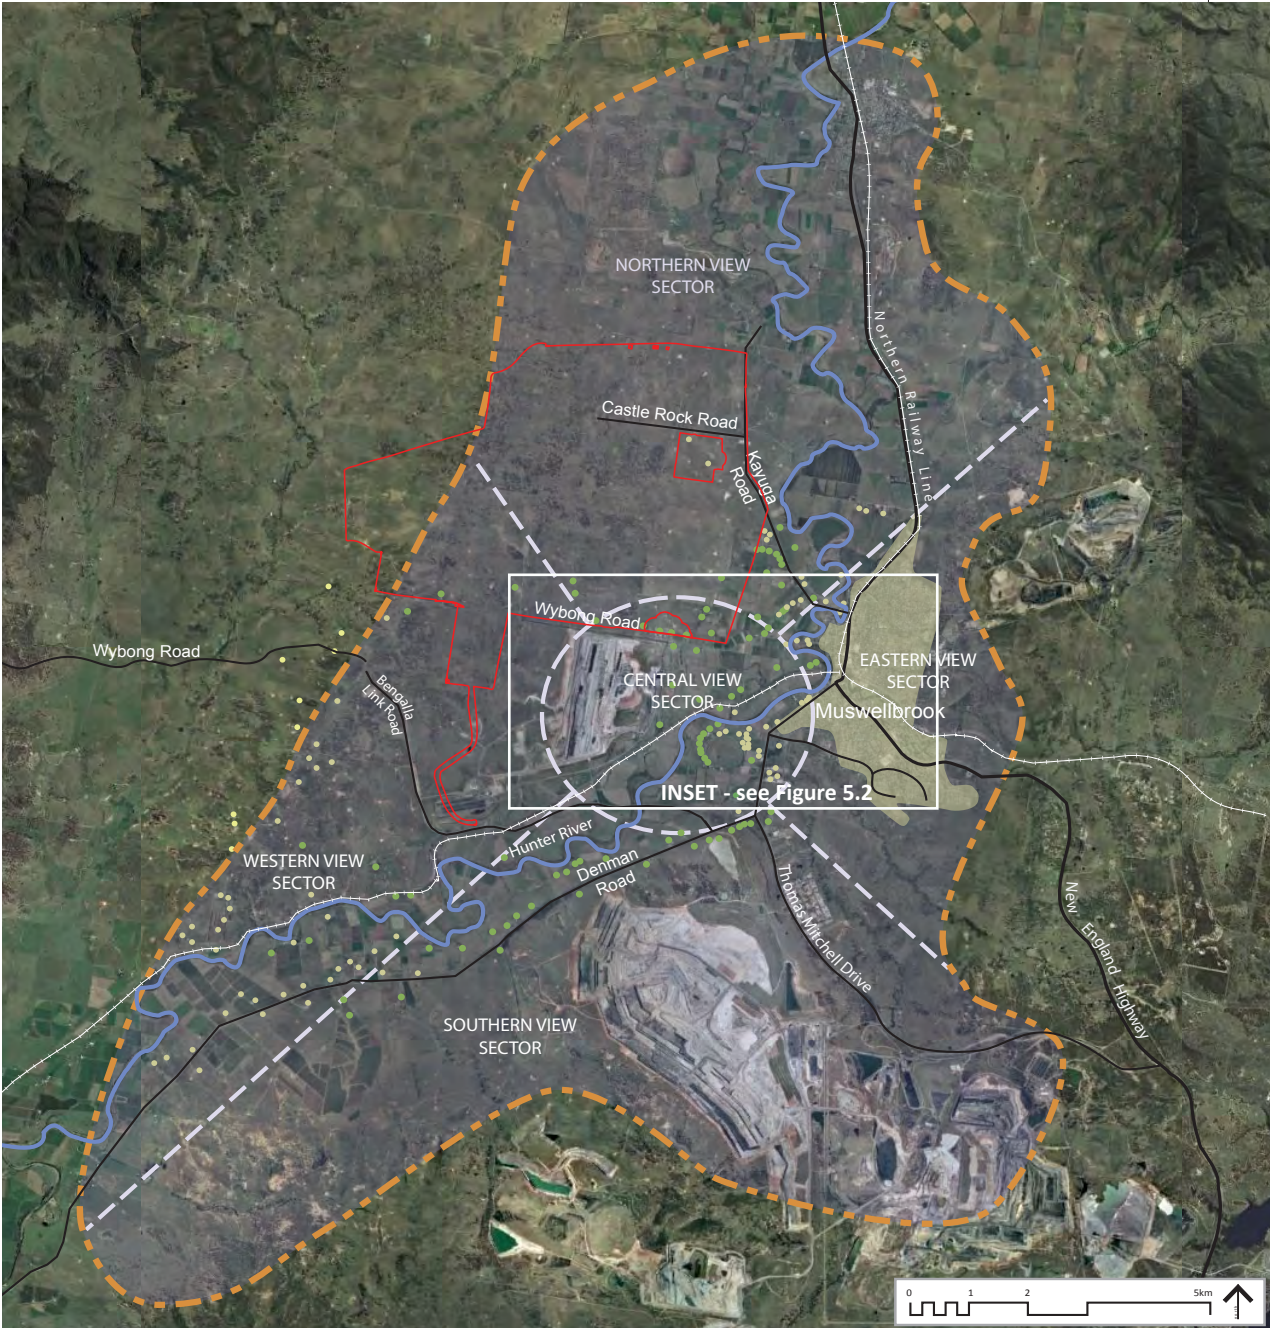 NORTHERN VIEW
SECTOR
Northern Railway Line
Castle Rock Road
Kayuga
Road
Wybong Road
Wybong Road
Bengalla
Link Road
CENTRAL VIEW
SECTOR
EASTERN VIEW
SECTOR
Muswellbrook
INSET - see Figure 5.2
Hunter River
Denman
Road
WESTERN VIEW
SECTOR
Thomas Mitchell Drive
New England Highway
SOUTHERN VIEW
SECTOR
0 1 2 5km